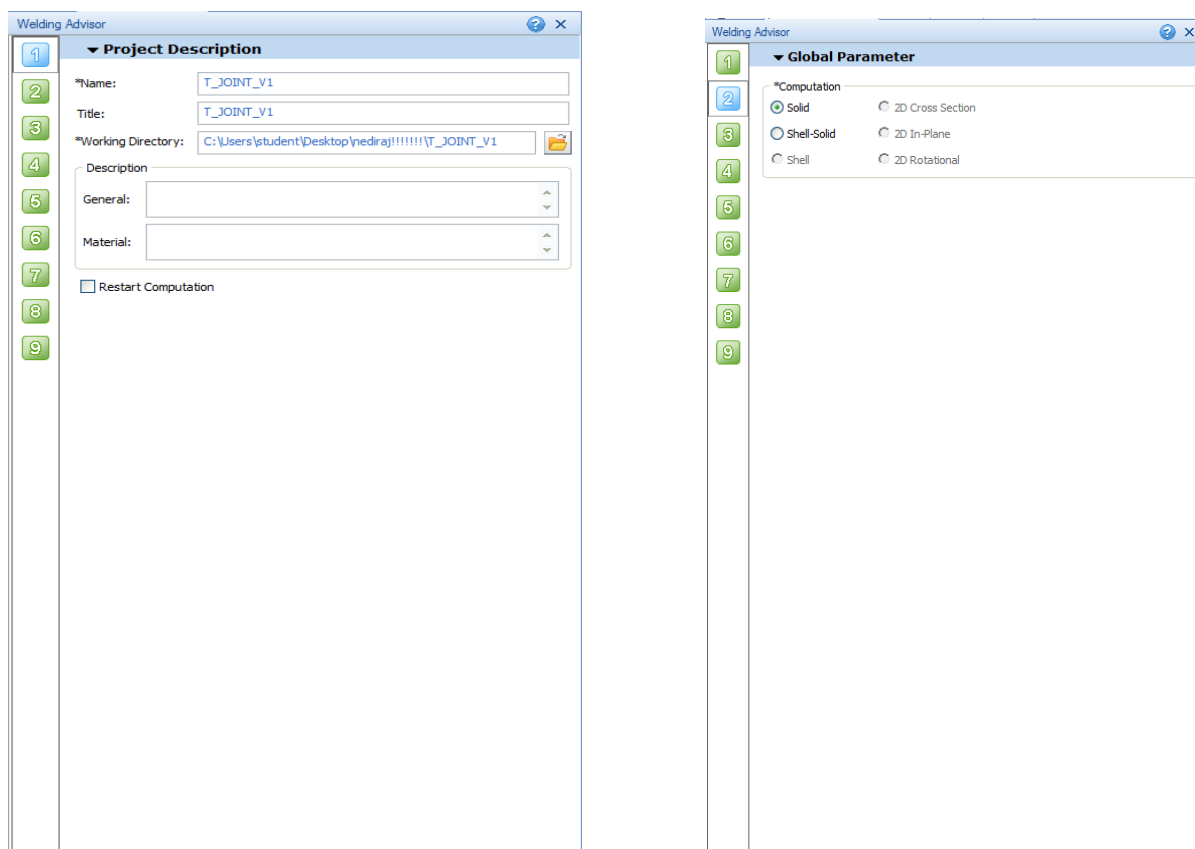 Welding Advisor
1
Project Description
2
*Name: T_JOINT_V1
Title: T_JOINT_V1
3
*Working Directory: C:\Users\student\Desktop\nediraj!!!!!!!\T_JOINT_V1
4
Description
5
General:
6
Material:
7
Restart Computation
8
9
Welding Advisor
1
Global Parameter
2
*Computation
Solid 2D Cross Section
3
Shell-Solid 2D In-Plane
4
Shell 2D Rotational
5
6
7
8
9